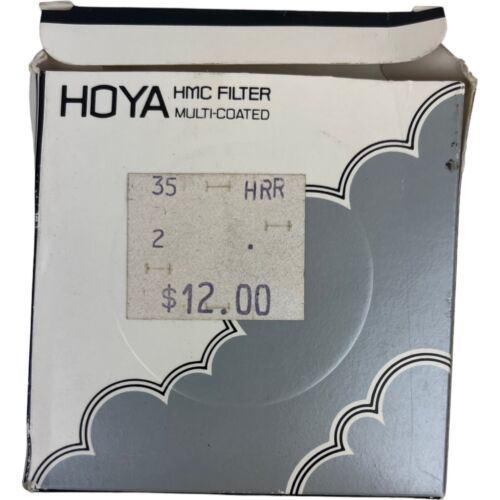 HOYA HMC FILTER
MULTI-COATED
35 HRR
2 .
$12.00